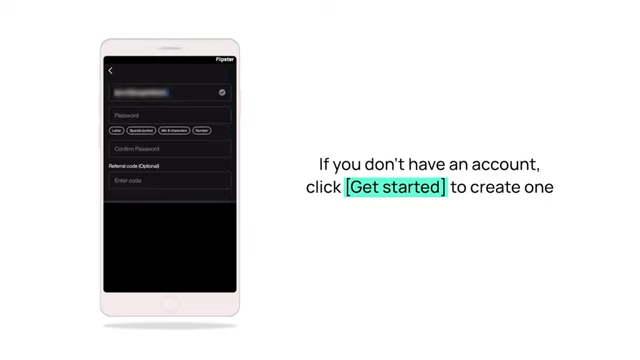 Flipster
Password
Letter Special symbol Min 8 characters Number
Confirm Password
Referral code (Optional)
Enter code
If you don't have an account,
click [Get started] to create one